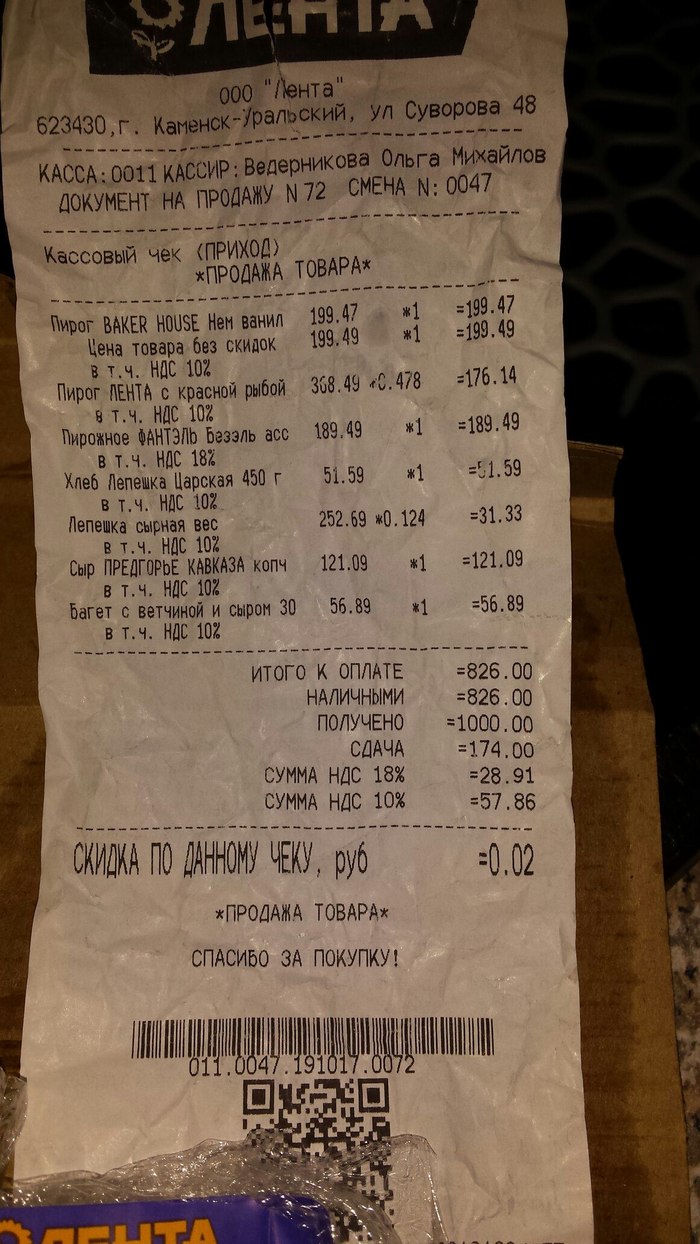 ЛЕНТА
ООО "Лента"
623430,г. Каменск-Уральский, ул Суворова 48
КАССА:0011 КАССИР: Ведерникова Ольга Михайлов
ДОКУМЕНТ НА ПРОДАЖУ N 72 СМЕНА N: 0047
Кассовый чек (ПРИХОД)
*ПРОДАЖА ТОВАРА*
Пирог BAKER HOUSE Нем ванил 199.47 *1 =199.47
Цена товара без скидок 199.49 *1 =199.49
в т.ч. НДС 10%
Пирог ЛЕНТА с красной рыбой 368.49 *0.478 =176.14
в т.ч. НДС 10%
Пирожное ФАНТЭЛЬ Безэль асс 189.49 *1 =189.49
в т.ч. НДС 18%
Хлеб Лепешка Царская 450 г 51.59 *1 =51.59
в т.ч. НДС 10%
Лепешка сырная вес 252.69 *0.124 =31.33
в т.ч. НДС 10%
Сыр ПРЕДГОРЬЕ КАВКАЗА копч 121.09 *1 =121.09
в т.ч. НДС 10%
Багет с ветчиной и сыром 30 56.89 *1 =56.89
в т.ч. НДС 10%
ИТОГО К ОПЛАТЕ =826.00
НАЛИЧНЫМИ =826.00
ПОЛУЧЕНО =1000.00
СДАЧА =174.00
СУММА НДС 18% =28.91
СУММА НДС 10% =57.86
СКИДКА ПО ДАННОМУ ЧЕКУ, руб =0.02
*ПРОДАЖА ТОВАРА*
СПАСИБО ЗА ПОКУПКУ!
011.0047.191017.0072
ЛЕНТА